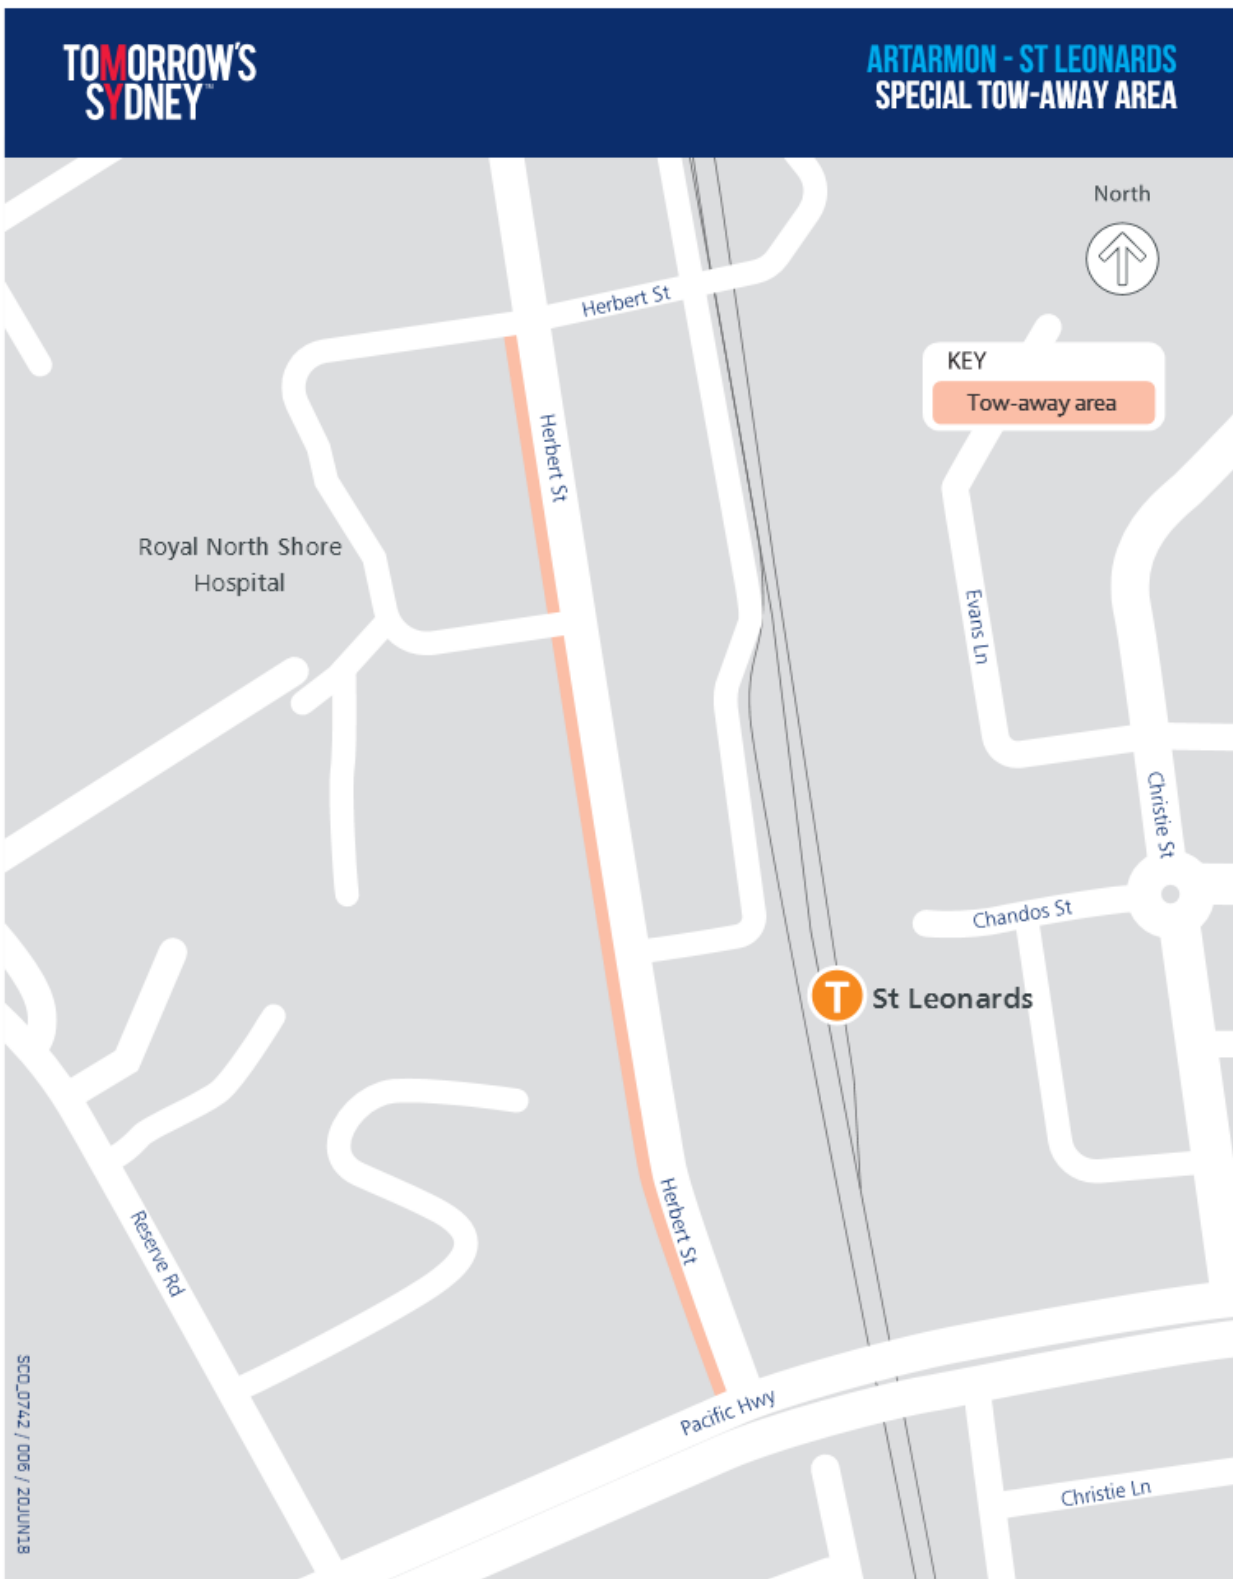 TOMORROW'S
SYDNEY™
ARTARMON - ST LEONARDS
SPECIAL TOW-AWAY AREA
North
Herbert St
KEY
Tow-away area
Herbert St
Royal North Shore
Hospital
Evans Ln
Christie St
Chandos St
T St Leonards
Herbert St
Reserve Rd
Pacific Hwy
Christie Ln
SCO_0742 / 006 / 20JUN18